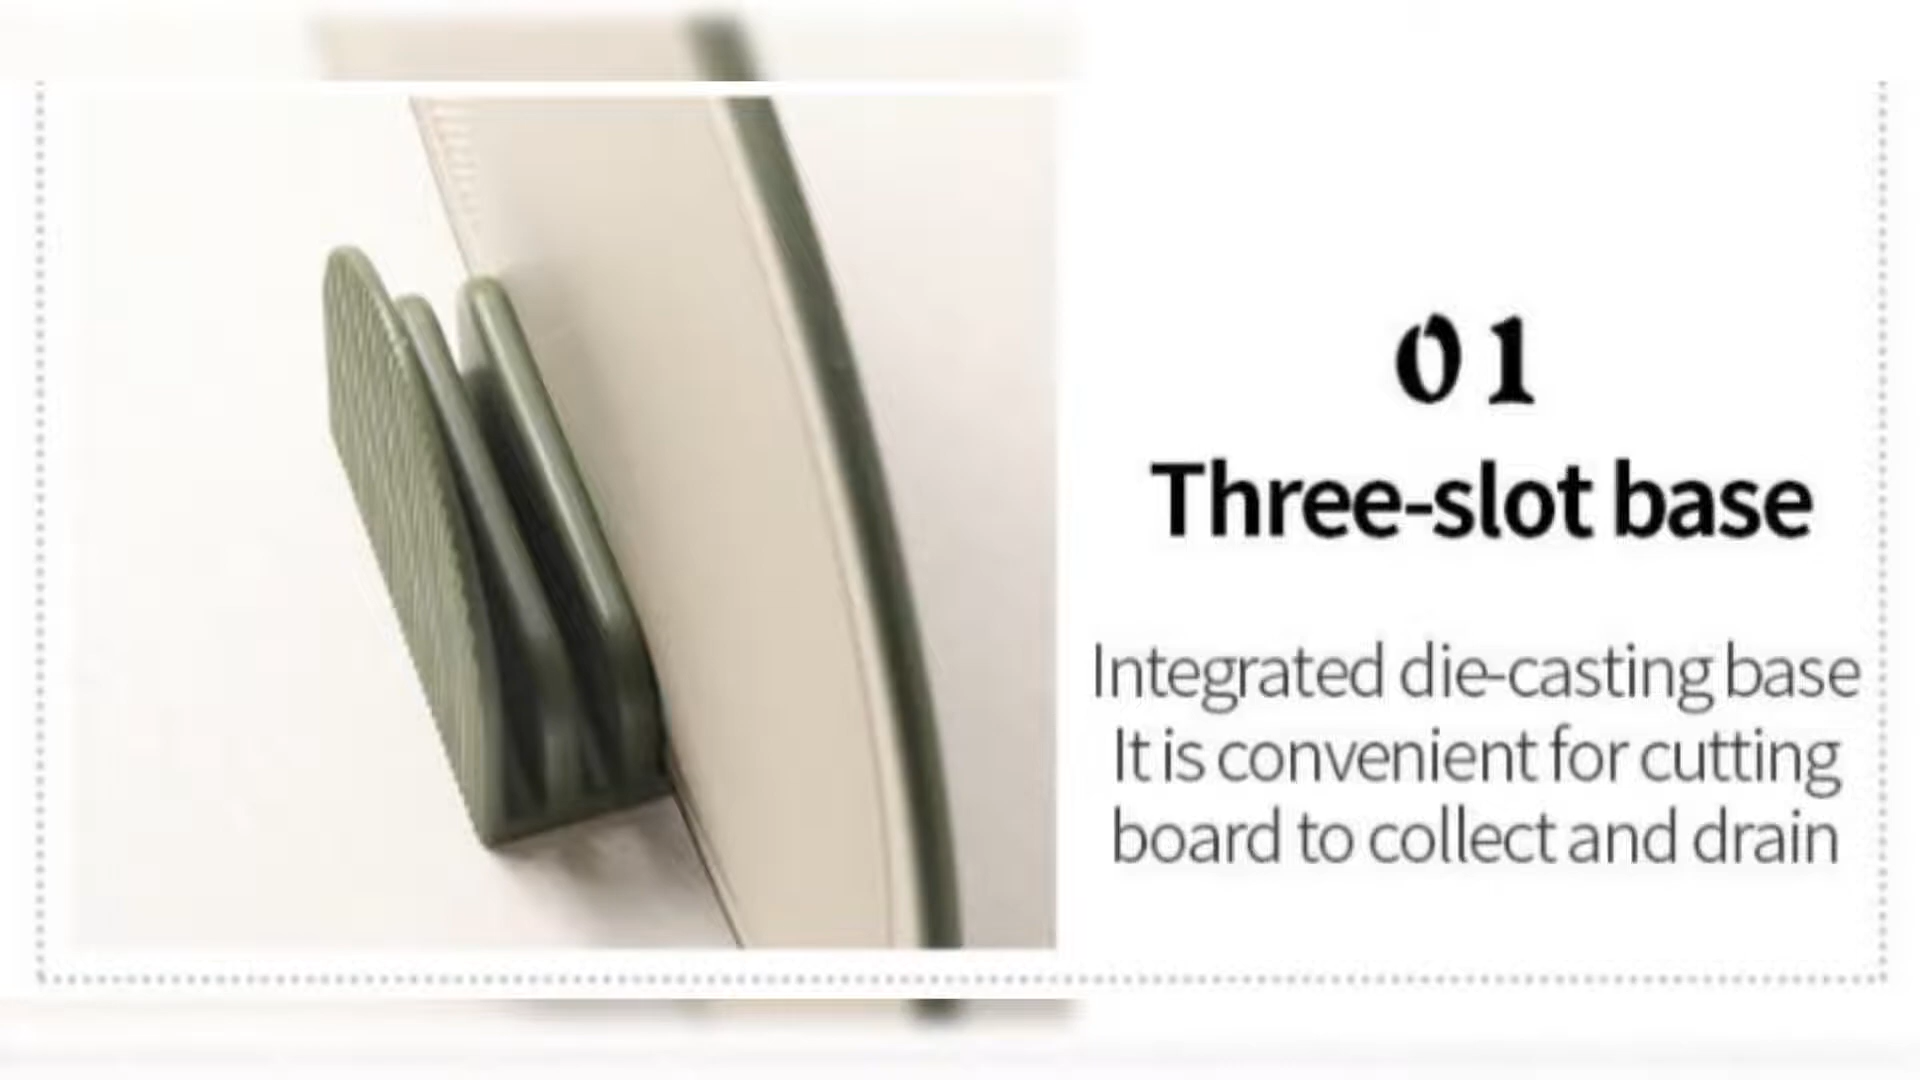 01
Three-slot base
Integrated die-casting base
It is convenient for cutting
board to collect and drain